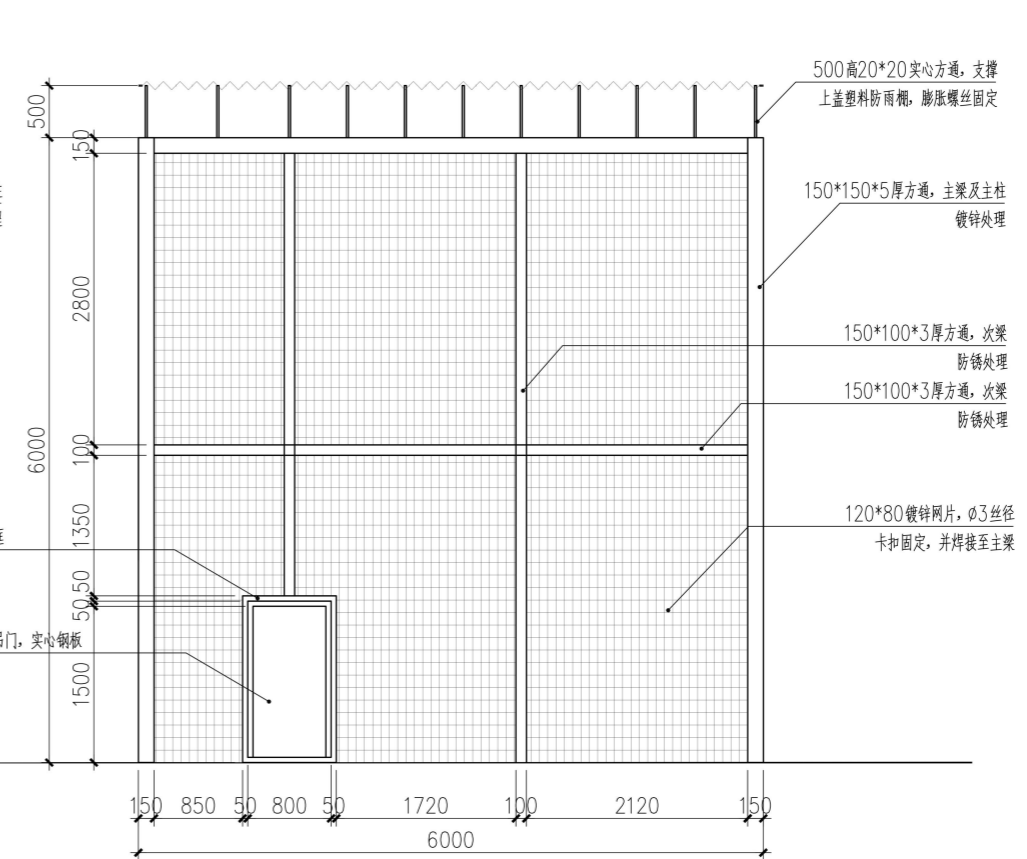 500高20*20实心方通，支撑
上盖塑料防雨棚，膨胀螺丝固定
150*150*5厚方通，主梁及主柱
镀锌处理
150*100*3厚方通，次梁
防锈处理
150*100*3厚方通，次梁
防锈处理
120*80镀锌网片，ø3丝径
卡扣固定，并焊接至主梁
门，实心钢板
500
6000
150
2800
100
1350
50
50
1500
150 850 50 800 50 1720 100 2120 150
6000